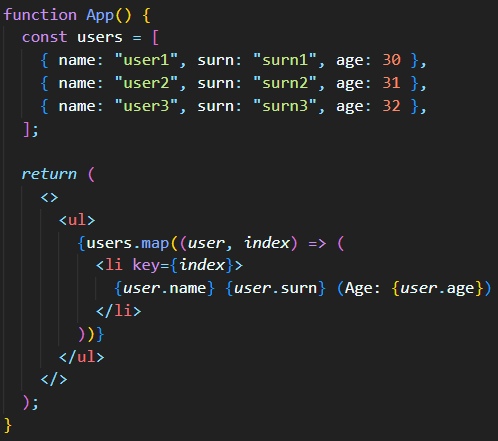 function App() {
const users = [
{ name: "user1", surn: "surn1", age: 30 },
{ name: "user2", surn: "surn2", age: 31 },
{ name: "user3", surn: "surn3", age: 32 },
];
return (
<>
<ul>
{users.map((user, index) => (
<li key={index}>
{user.name} {user.surn} (Age: {user.age})
</li>
))}
</ul>
</>
);
}